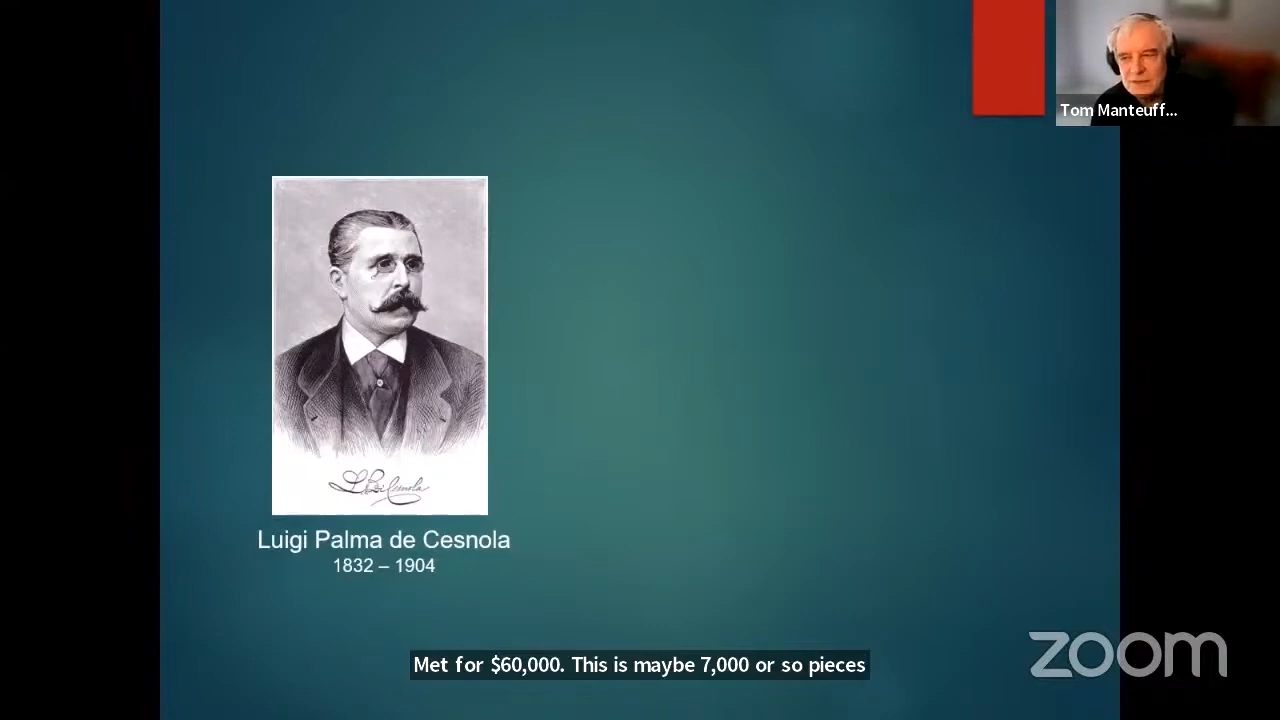 Tom Manteuff...
Luigi Palma de Cesnola
1832 – 1904
Met for $60,000. This is maybe 7,000 or so pieces
zoom